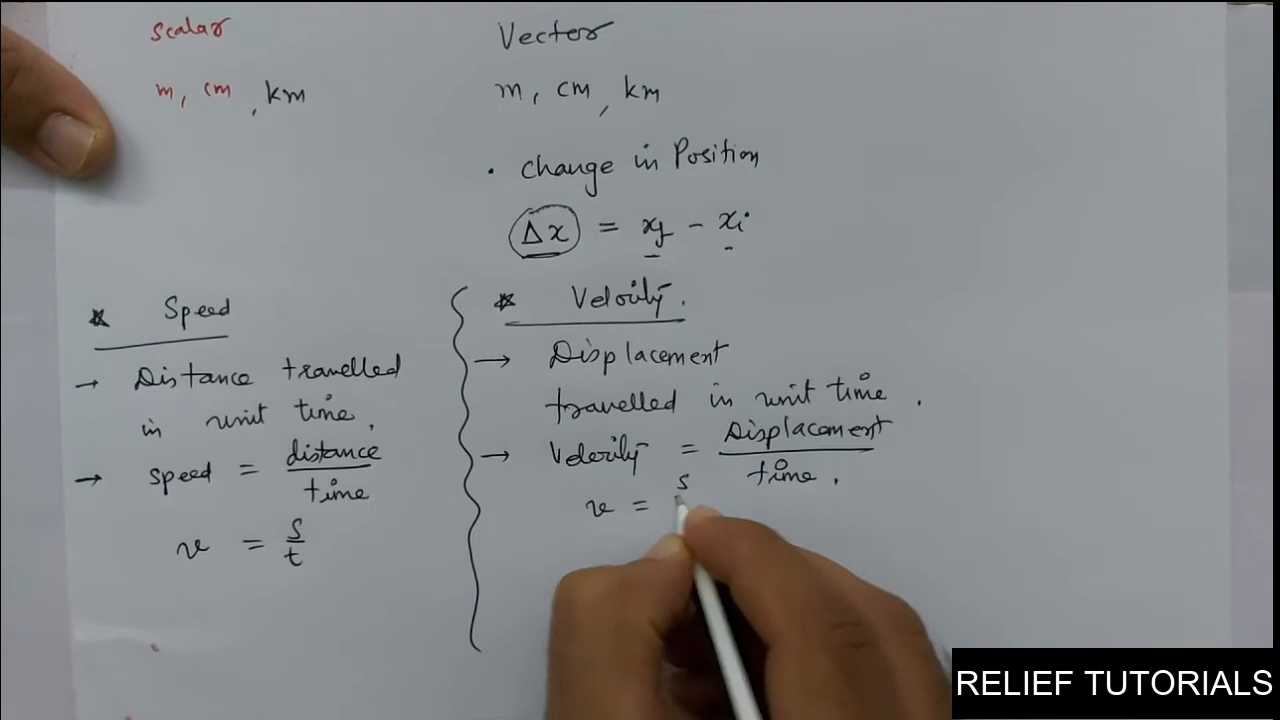 Scalar
m, cm, km
Vector
m, cm, km
• Change in Position
Δx = xf - xi
* Speed
→ Distance travelled
in unit time.
→ Speed = distance / time
v = s / t
* Velocity.
→ Displacement
travelled in unit time.
→ Velocity = Displacement / time.
v = s
RELIEF TUTORIALS